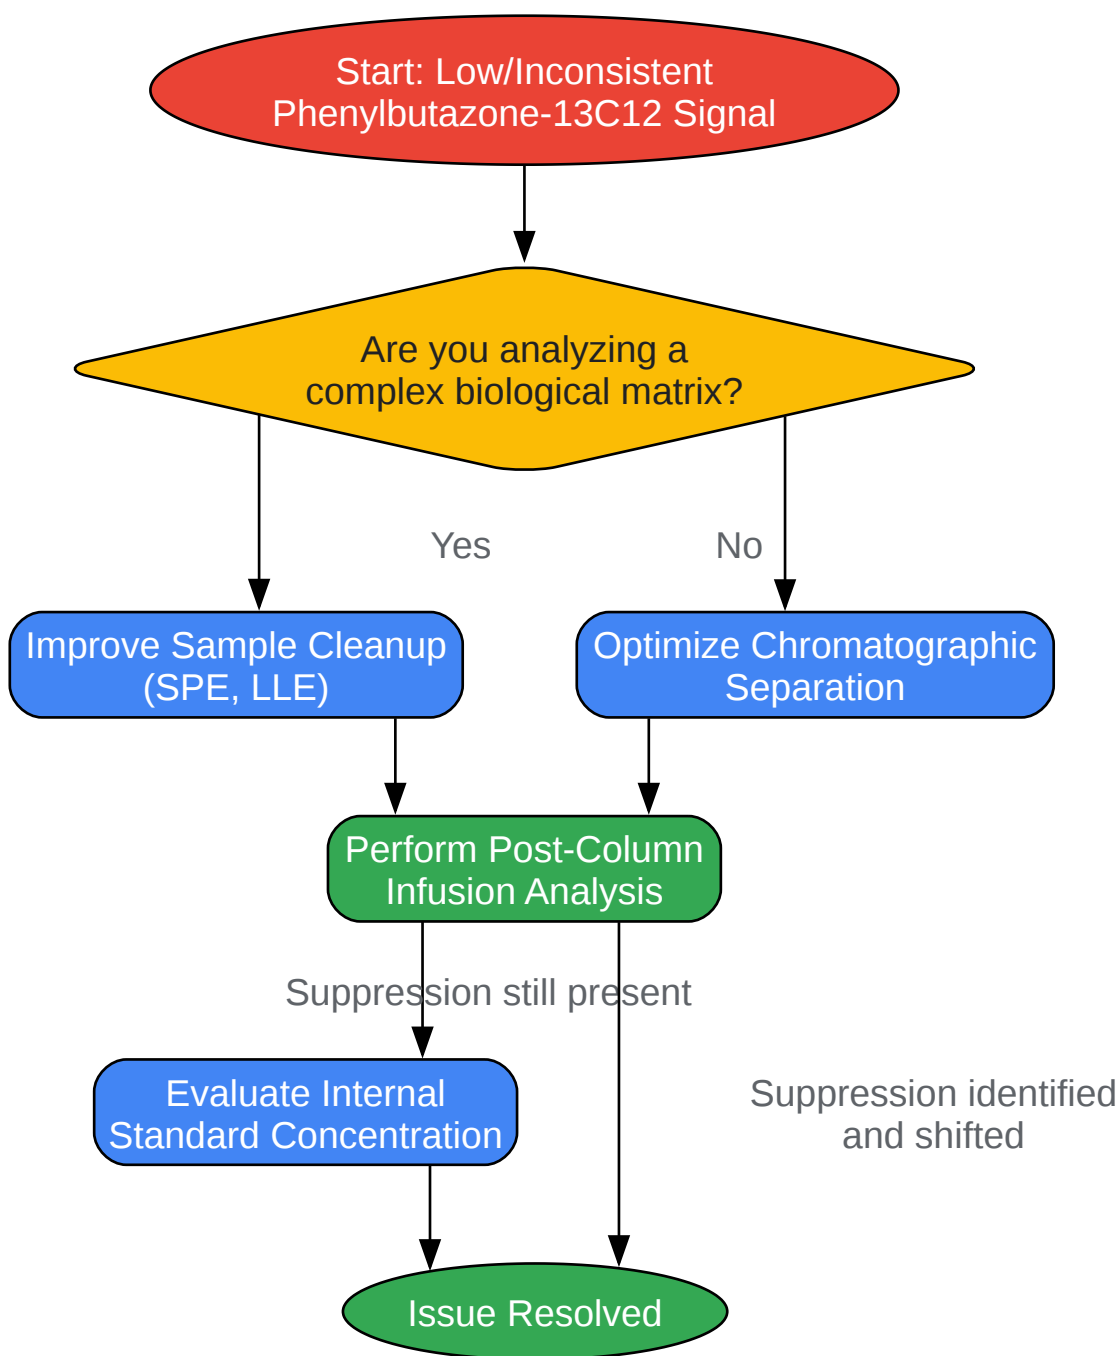 Start: Low/Inconsistent
Phenylbutazone-13C12 Signal
Are you analyzing a
complex biological matrix?
Yes
No
Improve Sample Cleanup
(SPE, LLE)
Optimize Chromatographic
Separation
Perform Post-Column
Infusion Analysis
Suppression still present
Evaluate Internal
Standard Concentration
Suppression identified
and shifted
Issue Resolved